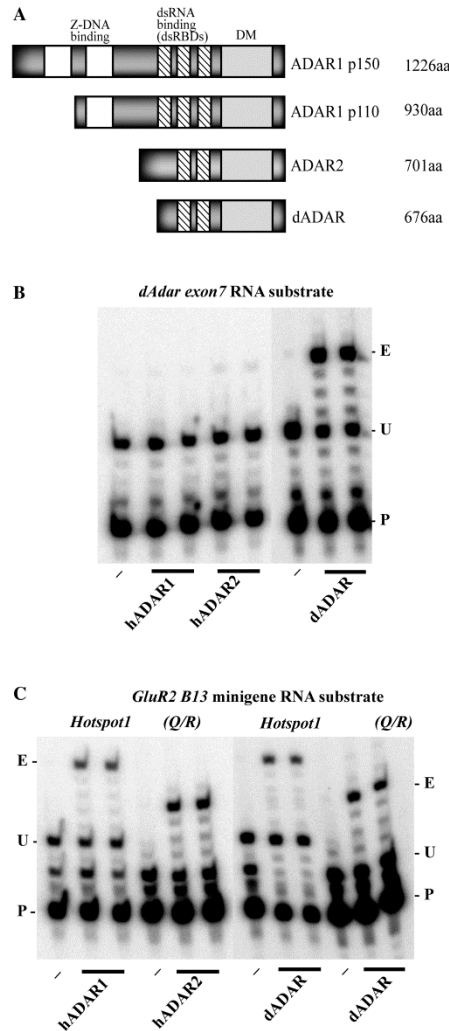 A
Z-DNA
binding
dsRNA
binding
(dsRBDs)
DM
ADAR1 p150 1226aa
ADAR1 p110 930aa
ADAR2 701aa
dADAR 676aa
B
dAdar exon7 RNA substrate
- E
- U
- P
- hADAR1 hADAR2 - dADAR
C
GluR2 B13 minigene RNA substrate
Hotspot1 (Q/R) Hotspot1 (Q/R)
E - - E
U - - U
P - - P
- hADAR1 - hADAR2 - dADAR - dADAR